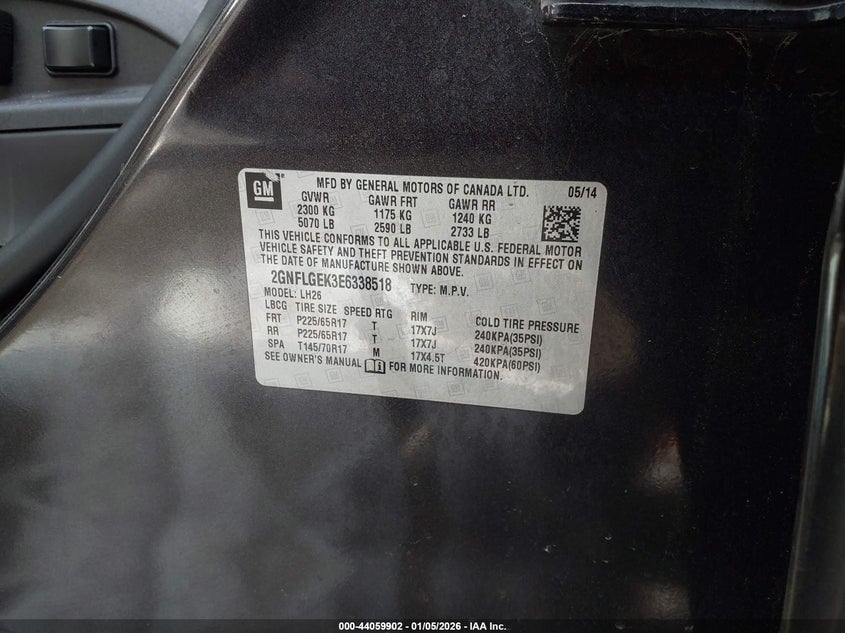 GM
MFD BY GENERAL MOTORS OF CANADA LTD. 05/14
GVWR GAWR FRT GAWR RR
2300 KG 1175 KG 1240 KG
5070 LB 2590 LB 2733 LB
THIS VEHICLE CONFORMS TO ALL APPLICABLE U.S. FEDERAL MOTOR
VEHICLE SAFETY AND THEFT PREVENTION STANDARDS IN EFFECT ON
THE DATE OF MANUFACTURE SHOWN ABOVE.
2GNFLGEK3E6338518 TYPE: M.P.V.
MODEL: LH26
LBCG TIRE SIZE SPEED RTG RIM COLD TIRE PRESSURE
FRT P225/65R17 T 17X7J 240KPA(35PSI)
RR P225/65R17 T 17X7J 240KPA(35PSI)
SPA T145/70R17 M 17X4.5T 420KPA(60PSI)
SEE OWNER'S MANUAL FOR MORE INFORMATION.
000-44059902 - 01/05/2026 - IAA Inc.